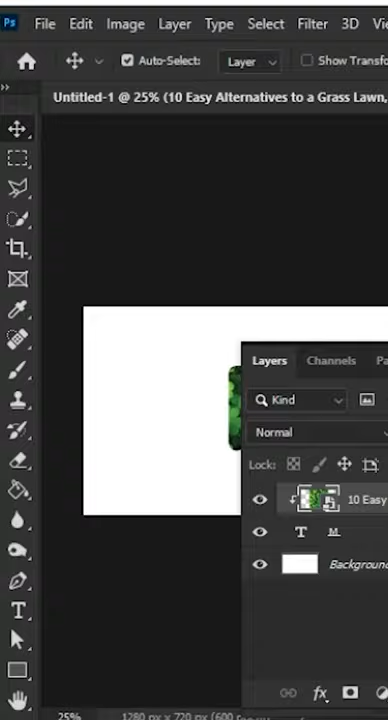 Ps File Edit Image Layer Type Select Filter 3D
Auto-Select: Layer Show Transfo
Untitled-1 @ 25% (10 Easy Alternatives to a Grass Lawn,
Layers Channels Pa
Kind
Normal
Lock:
10 Easy
T M
Background
fx
25% 1280 px x 720 px (600